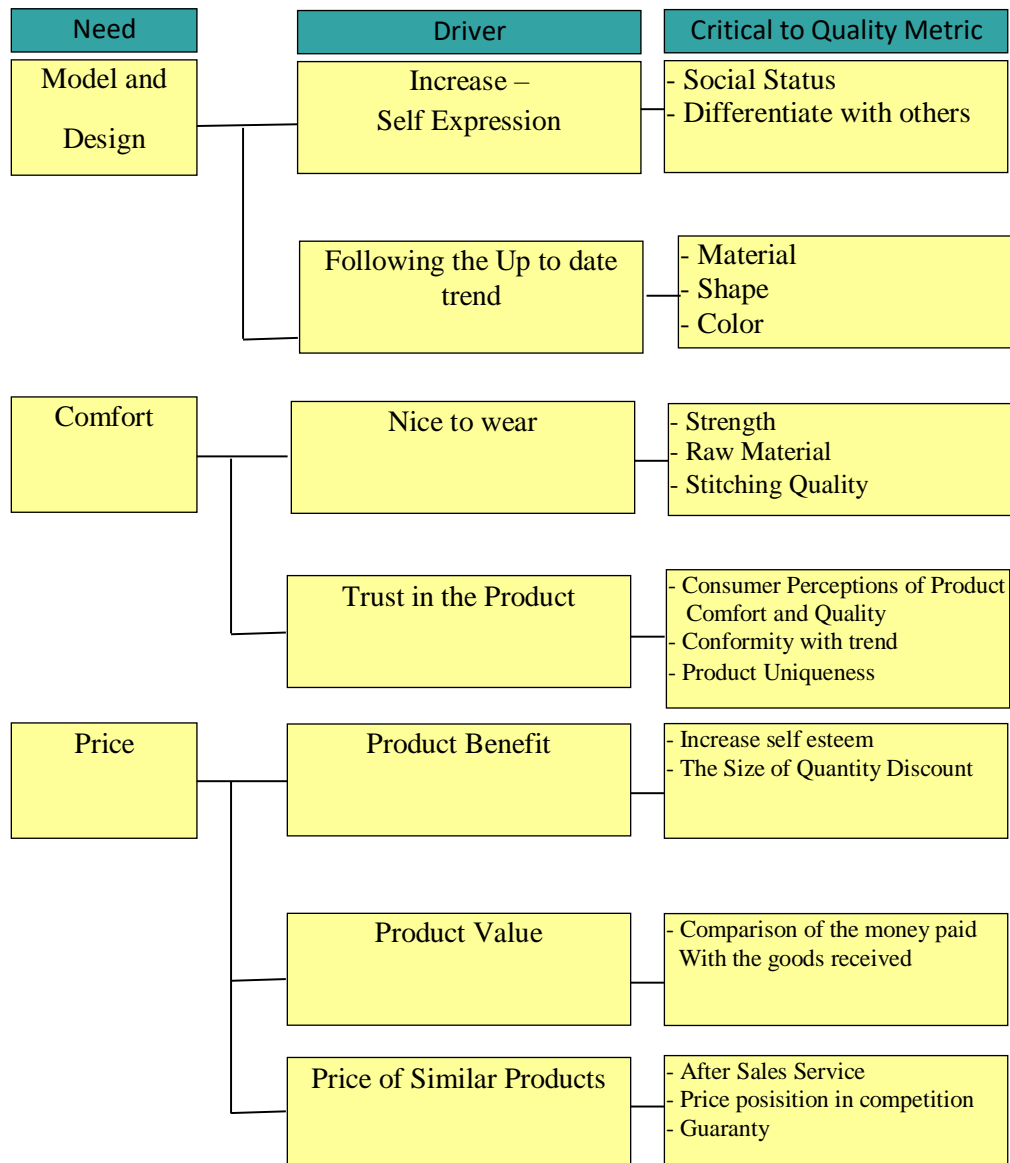 Need
Driver
Critical to Quality Metric
Model and
Design
Increase –
Self Expression
- Social Status
- Differentiate with others
Following the Up to date
trend
- Material
- Shape
- Color
Comfort
Nice to wear
- Strength
- Raw Material
- Stitching Quality
Trust in the Product
- Consumer Perceptions of Product
Comfort and Quality
- Conformity with trend
- Product Uniqueness
Price
Product Benefit
- Increase self esteem
- The Size of Quantity Discount
Product Value
- Comparison of the money paid
With the goods received
Price of Similar Products
- After Sales Service
- Price posisition in competition
- Guaranty